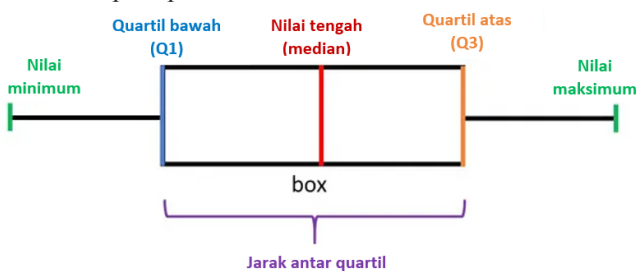 Quartil bawah
(Q1)
Nilai tengah
(median)
Quartil atas
(Q3)
Nilai
minimum
Nilai
maksimum
box
Jarak antar quartil